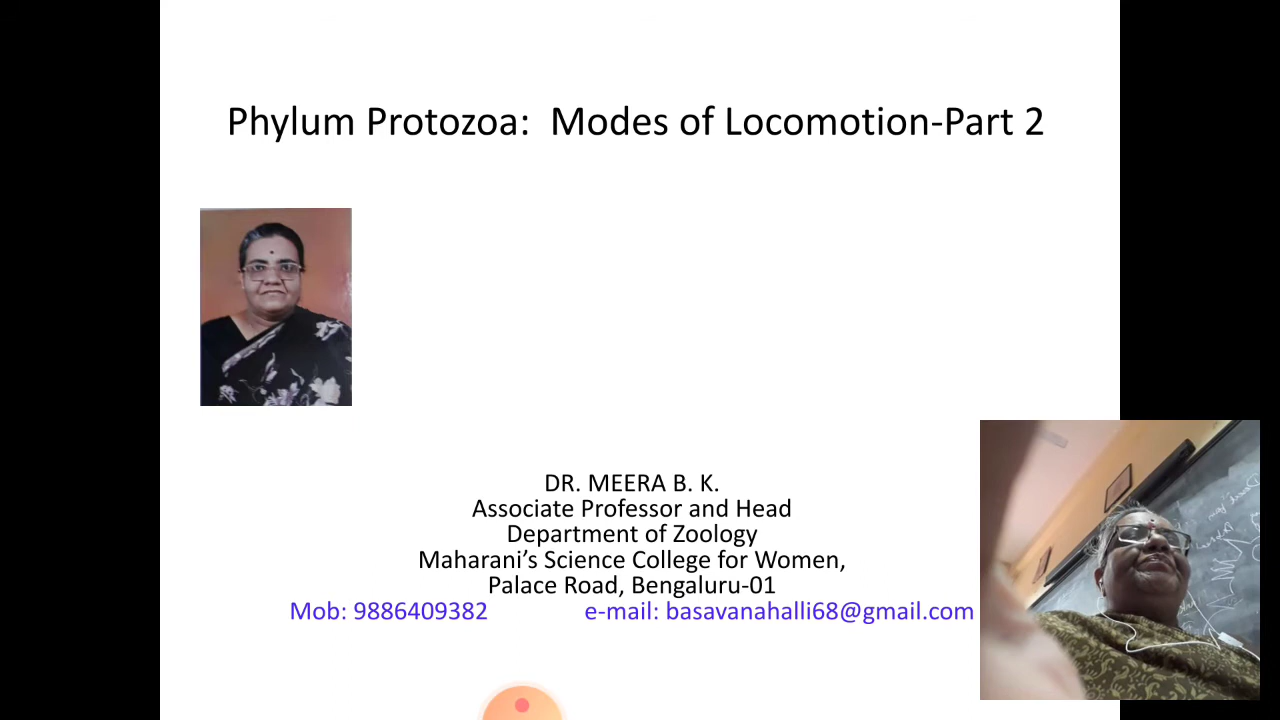 Phylum Protozoa:  Modes of Locomotion-Part 2
DR. MEERA B. K.
Associate Professor and Head
Department of Zoology
Maharani’s Science College for Women,
Palace Road, Bengaluru-01
Mob: 9886409382 e-mail: basavanahalli68@gmail.com